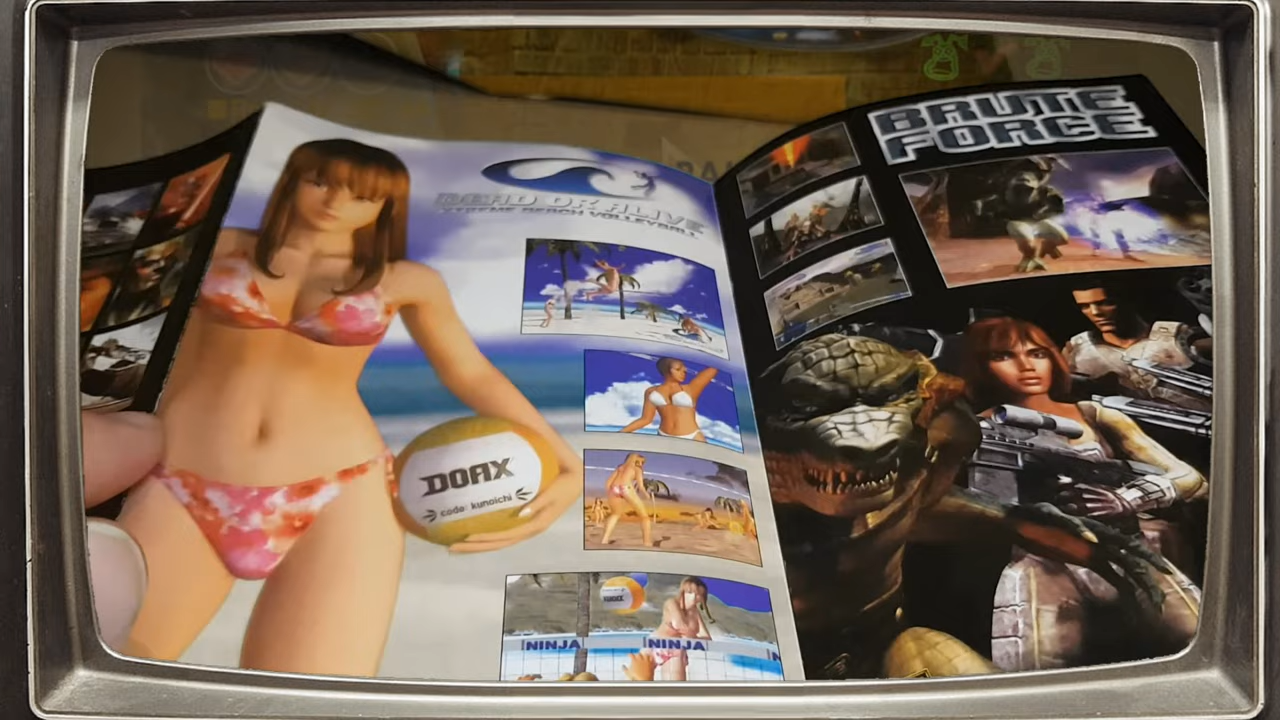 DEAD OR ALIVE
XTREME BEACH VOLLEYBALL
DOAX
code: kunoichi
NINJA
NINJA
BRUTE
FORCE